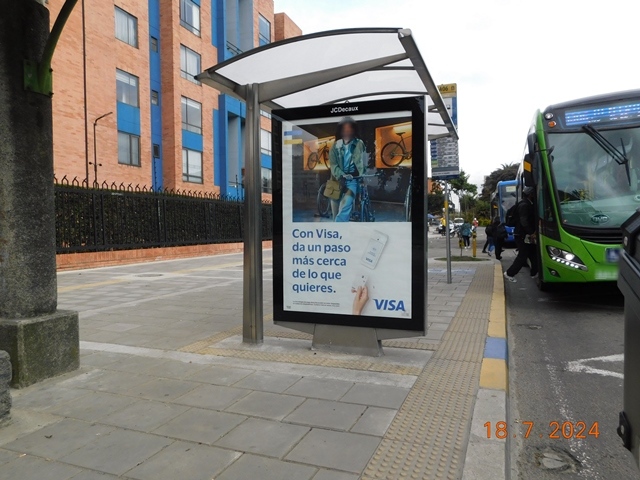 JCDecaux
Con Visa,
da un paso
más cerca
de lo que
quieres.
VISA
18.7.2024